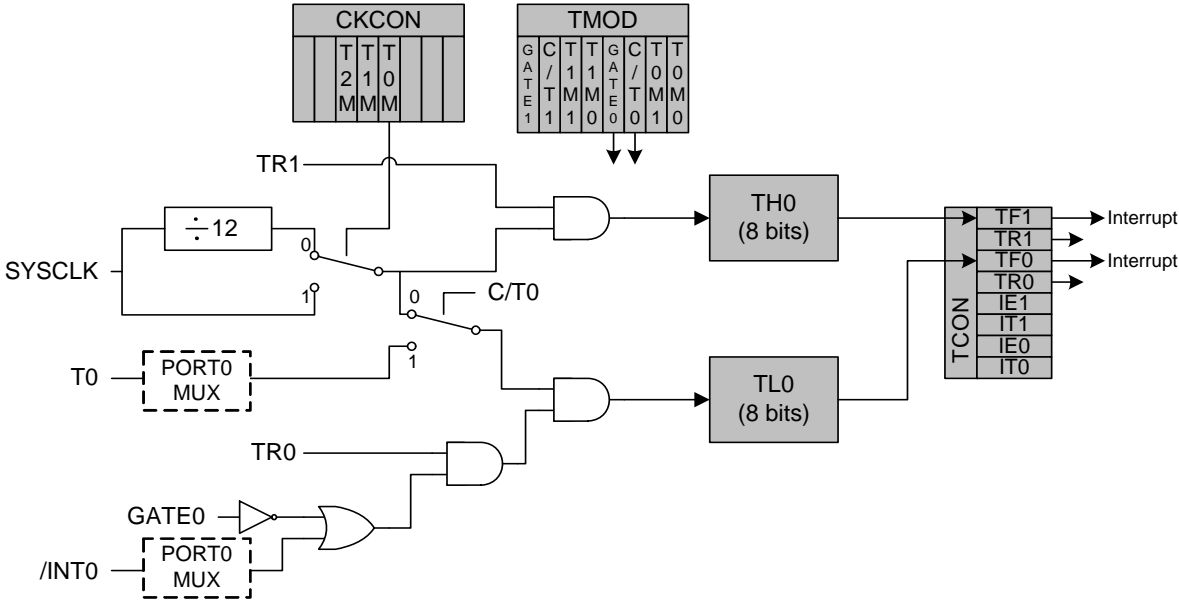 CKCON
T2M
T1M
T0M
TMOD
GATE1
C/T1
T1M1
T1M0
GATE0
C/T0
T0M1
T0M0
TR1
÷12
SYSCLK
0
1
C/T0
0
1
T0
PORT0
MUX
TR0
GATE0
/INT0
PORT0
MUX
TH0
(8 bits)
TL0
(8 bits)
TCON
TF1
TR1
TF0
TR0
IE1
IT1
IE0
IT0
Interrupt
Interrupt